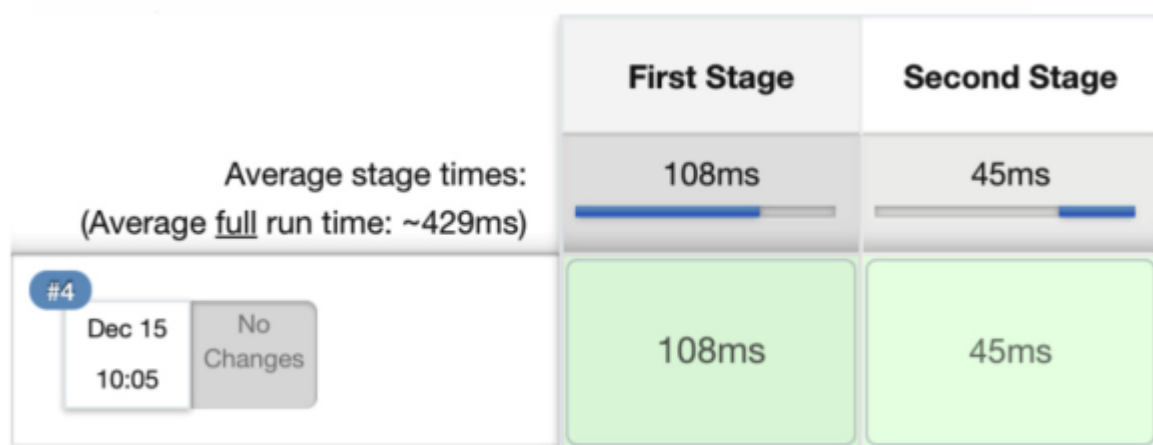 First Stage Second Stage
Average stage times: 108ms 45ms
(Average full run time: ~429ms)
#4
Dec 15 No
Changes
10:05
108ms 45ms